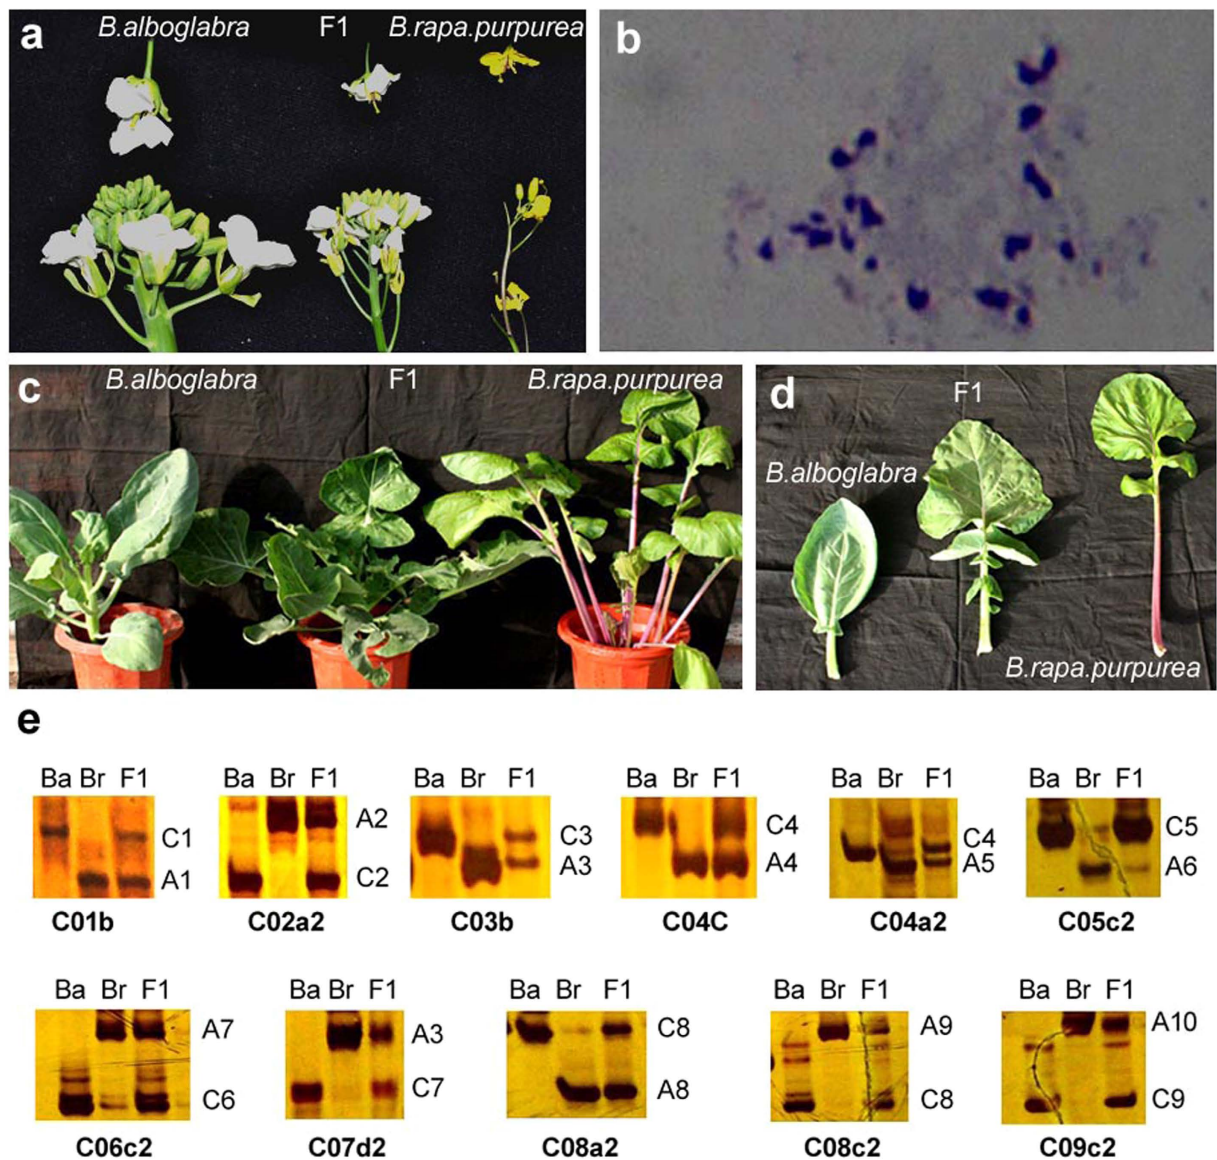 a
B.alboglabra F1 B.rapa.purpurea
b
c
B.alboglabra F1 B.rapa.purpurea
d
F1
B.alboglabra
B.rapa.purpurea
e
Ba Br F1 Ba Br F1 Ba Br F1 Ba Br F1 Ba Br F1 Ba Br F1
C1 A2 C3 C4 C4 C5
A1 C2 A3 A4 A5 A6
C01b C02a2 C03b C04C C04a2 C05c2
Ba Br F1 Ba Br F1 Ba Br F1 Ba Br F1 Ba Br F1
A7 A3 C8 A9 A10
C6 C7 A8 C8 C9
C06c2 C07d2 C08a2 C08c2 C09c2